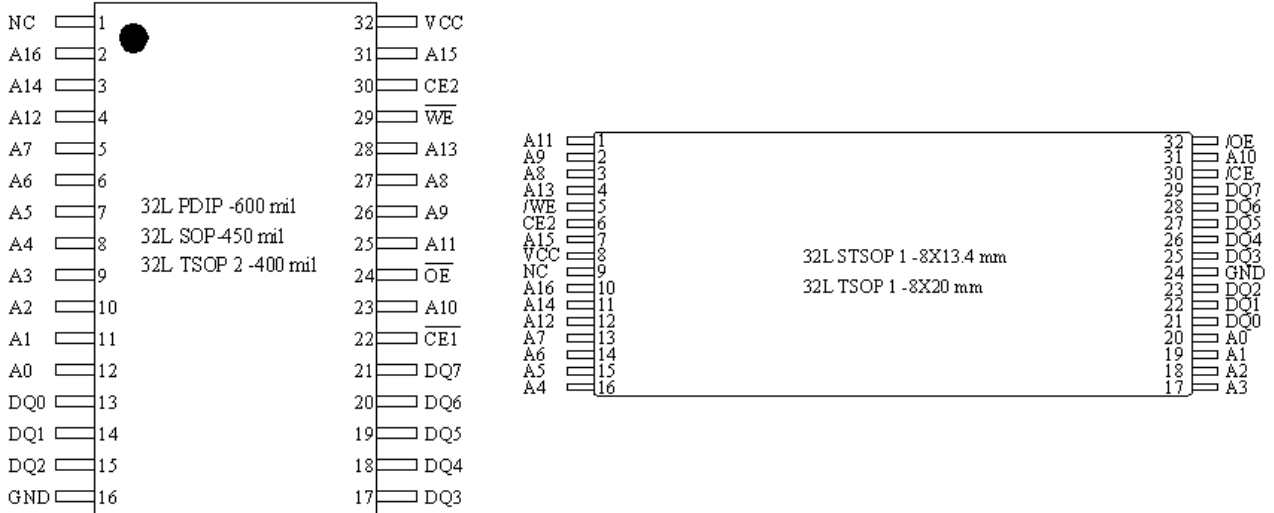 NC 1 32 VCC
A16 2 31 A15
A14 3 30 CE2
A12 4 29 WE
A7 5 28 A13
A6 6 27 A8
A5 7 26 A9
A4 8 25 A11
A3 9 24 OE
A2 10 23 A10
A1 11 22 CE1
A0 12 21 DQ7
DQ0 13 20 DQ6
DQ1 14 19 DQ5
DQ2 15 18 DQ4
GND 16 17 DQ3
32L PDIP -600 mil
32L SOP-450 mil
32L TSOP 2 -400 mil
A11 1 32 /OE
A9 2 31 A10
A8 3 30 /CE
A13 4 29 DQ7
/WE 5 28 DQ6
CE2 6 27 DQ5
A15 7 26 DQ4
VCC 8 25 DQ3
NC 9 24 GND
A16 10 23 DQ2
A14 11 22 DQ1
A12 12 21 DQ0
A7 13 20 A0
A6 14 19 A1
A5 15 18 A2
A4 16 17 A3
32L STSOP 1 -8X13.4 mm
32L TSOP 1 -8X20 mm